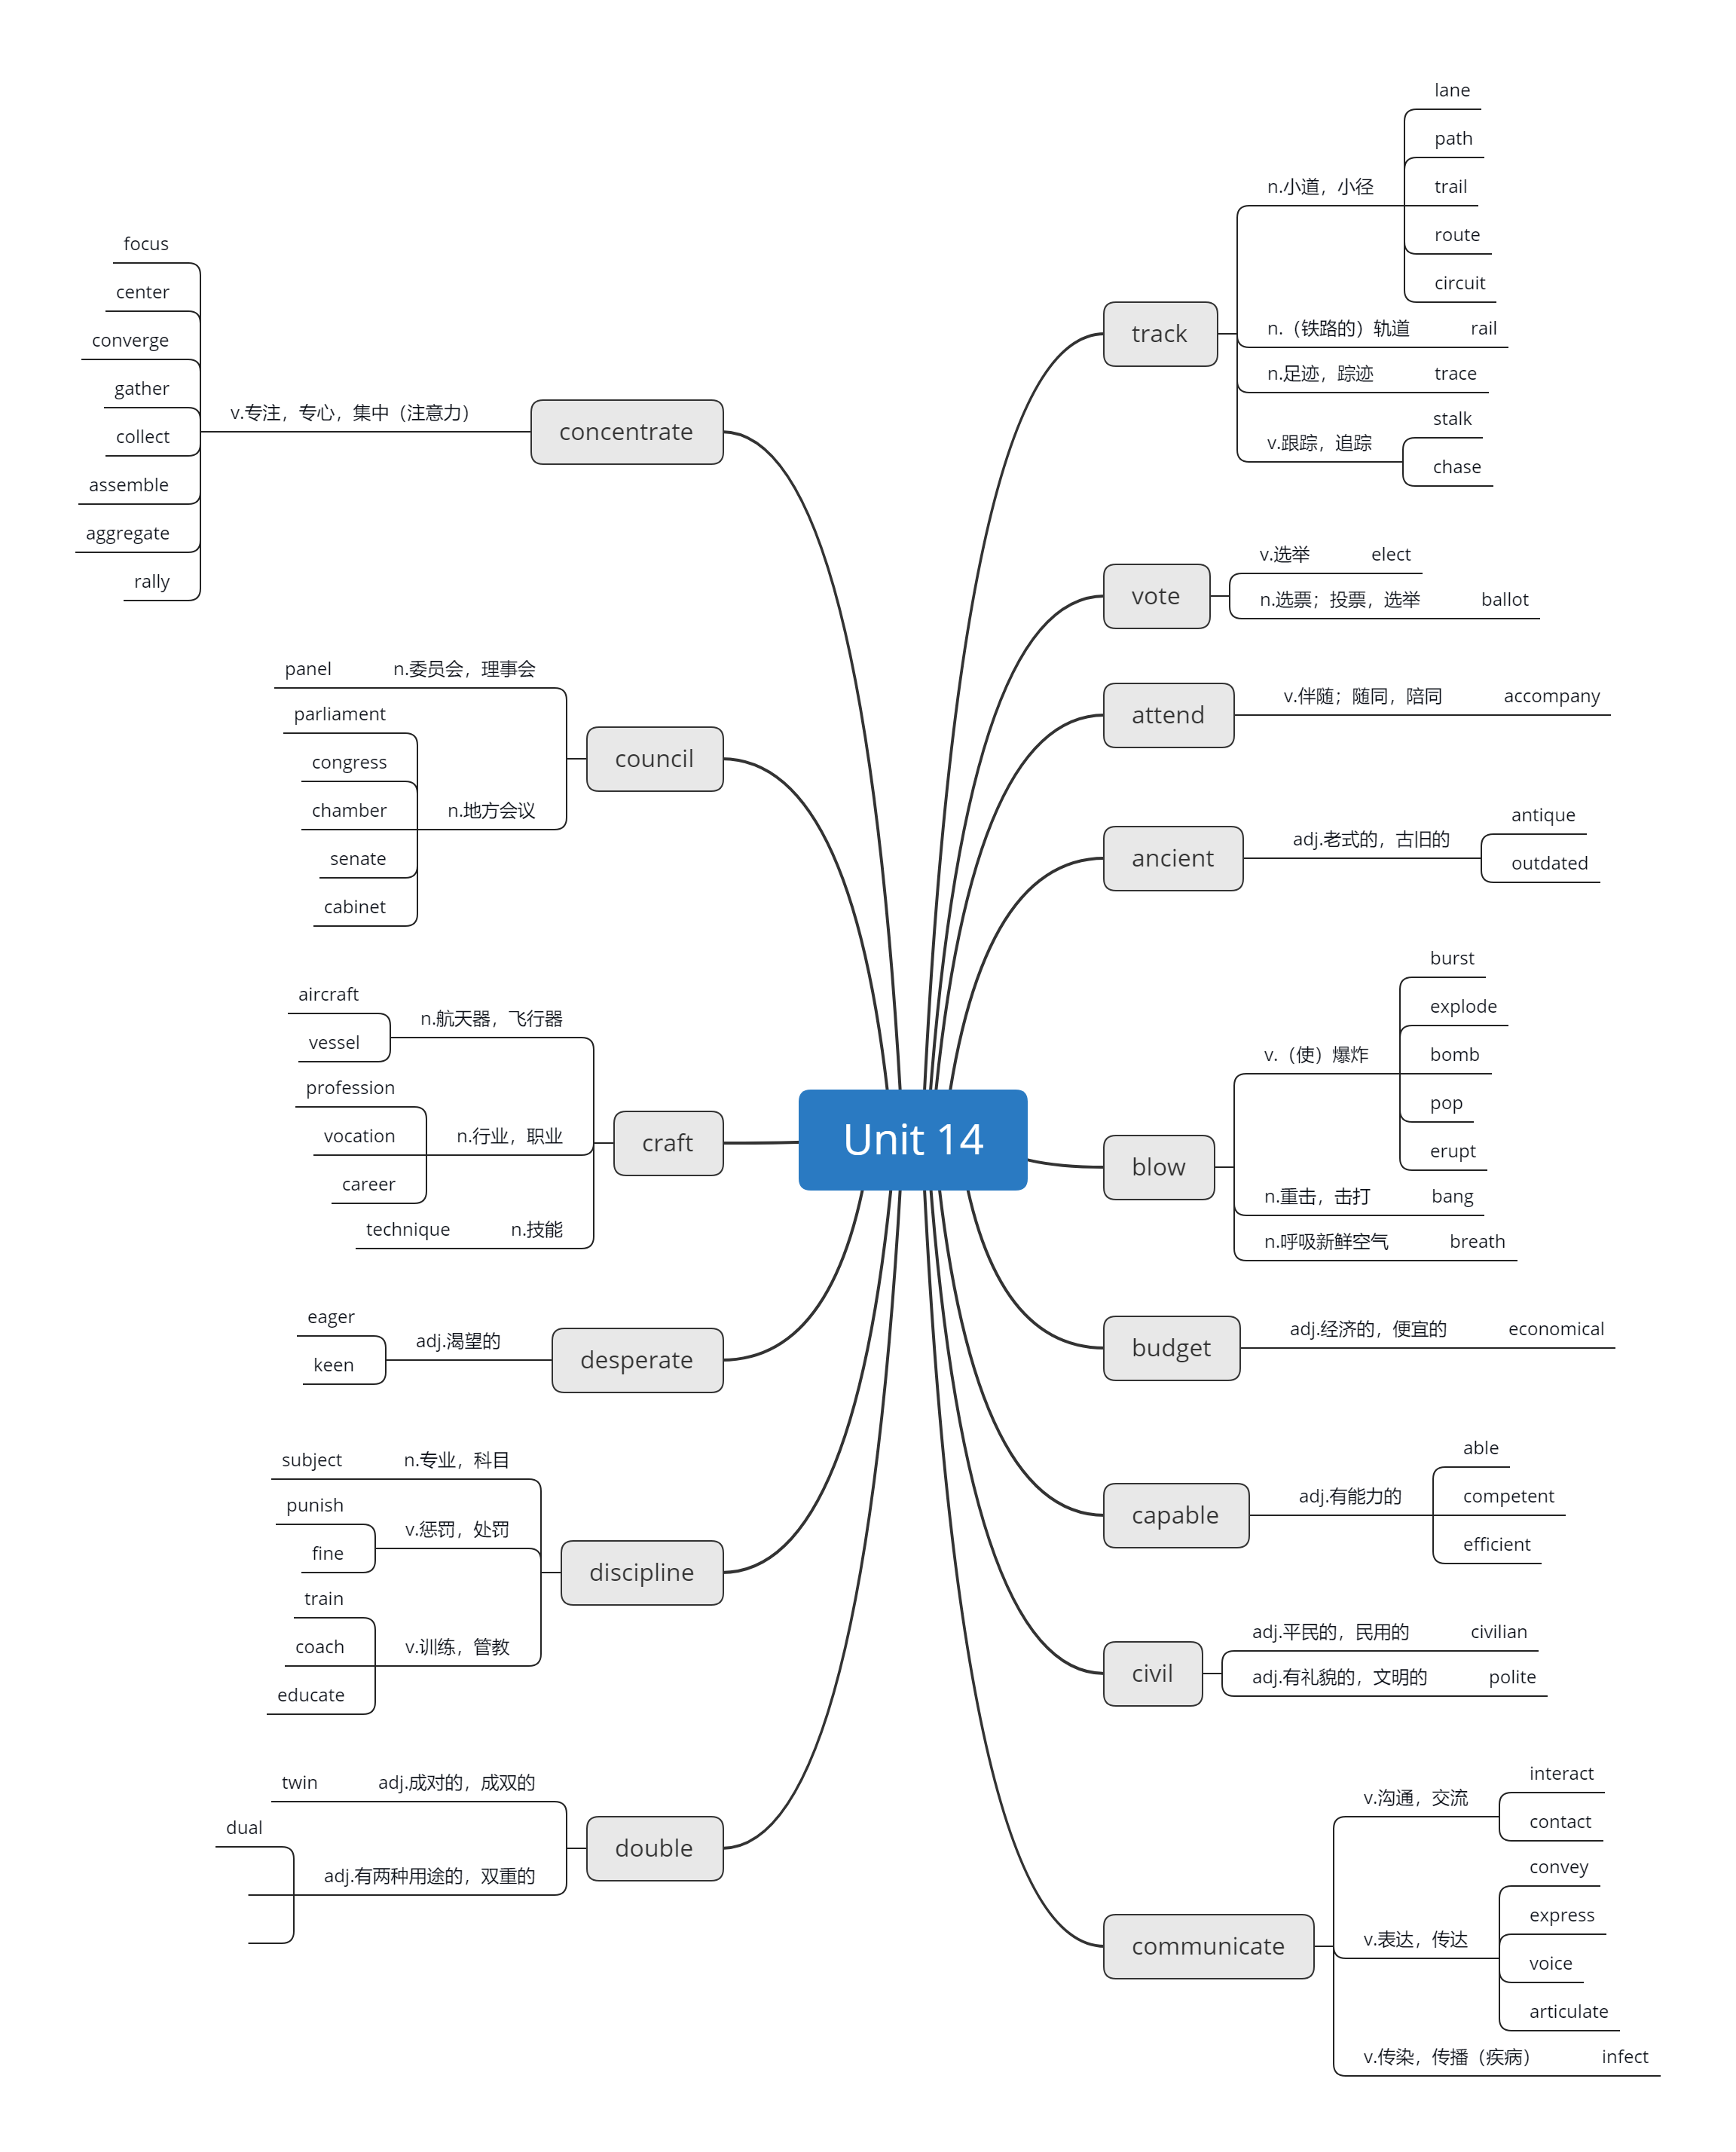 Unit 14
track
n.小道，小径
lane
path
trail
route
circuit
n.（铁路的）轨道
rail
n.足迹，踪迹
trace
v.跟踪，追踪
stalk
chase
vote
v.选举
elect
n.选票；投票，选举
ballot
attend
v.伴随；随同，陪同
accompany
ancient
adj.老式的，古旧的
antique
outdated
blow
v.（使）爆炸
burst
explode
bomb
pop
erupt
n.重击，击打
bang
n.呼吸新鲜空气
breath
budget
adj.经济的，便宜的
economical
capable
adj.有能力的
able
competent
efficient
civil
adj.平民的，民用的
civilian
adj.有礼貌的，文明的
polite
communicate
v.沟通，交流
interact
contact
v.表达，传达
convey
express
voice
articulate
v.传染，传播（疾病）
infect
concentrate
v.专注，专心，集中（注意力）
focus
center
converge
gather
collect
assemble
aggregate
rally
council
n.委员会，理事会
panel
n.地方会议
parliament
congress
chamber
senate
cabinet
craft
n.航天器，飞行器
aircraft
vessel
n.行业，职业
profession
vocation
career
n.技能
technique
desperate
adj.渴望的
eager
keen
discipline
n.专业，科目
subject
v.惩罚，处罚
punish
fine
v.训练，管教
train
coach
educate
double
adj.成对的，成双的
twin
adj.有两种用途的，双重的
dual